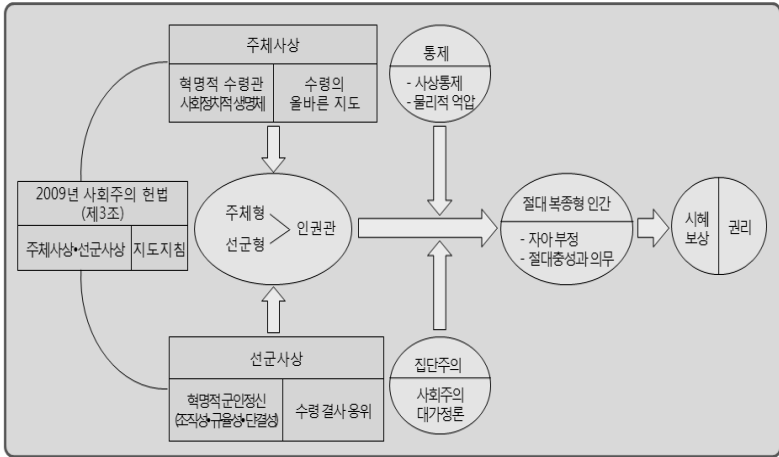 주체사상
혁명적 수령관
사회정치적 생명체
수령의
올바른 지도
통제
- 사상통제
- 물리적 억압
2009년 사회주의 헌법
(제3조)
주체사상•선군사상
지도지침
주체형
선군형
인권관
절대 복종형 인간
- 자아 부정
- 절대충성과 의무
시혜
보상
권리
선군사상
혁명적 군인정신
(조직성•규율성•단결성)
수령 결사 옹위
집단주의
사회주의
대가정론